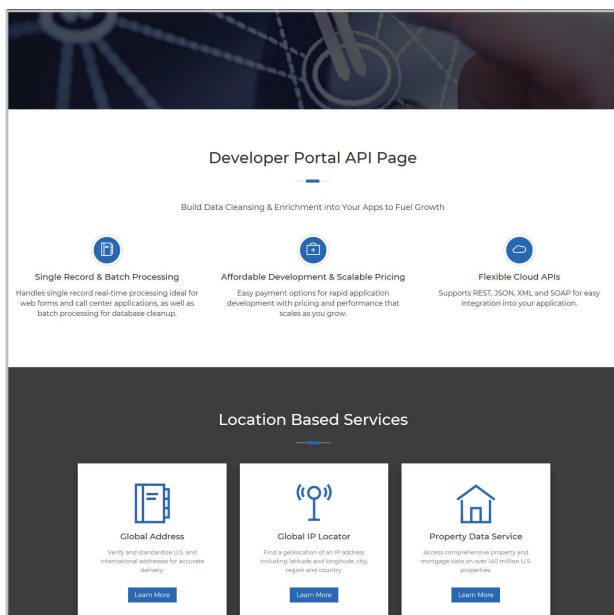 Developer Portal API Page
Build Data Cleansing & Enrichment into Your Apps to Fuel Growth
Single Record & Batch Processing
Handles single record real-time processing ideal for
web forms and call center applications, as well as
batch processing for database cleanup.
Affordable Development & Scalable Pricing
Easy payment options for rapid application
development with pricing and performance that
scales as you grow.
Flexible Cloud APIs
Supports REST, JSON, XML and SOAP for easy
integration into your application.
Location Based Services
Global Address
Verify and standardize U.S. and
international addresses for accurate
delivery.
Learn More
Global IP Locator
Find a geolocation of an IP address
including latitude and longitude, city,
region and country.
Learn More
Property Data Service
Access comprehensive property and
mortgage data on over 140 million U.S.
properties.
Learn More